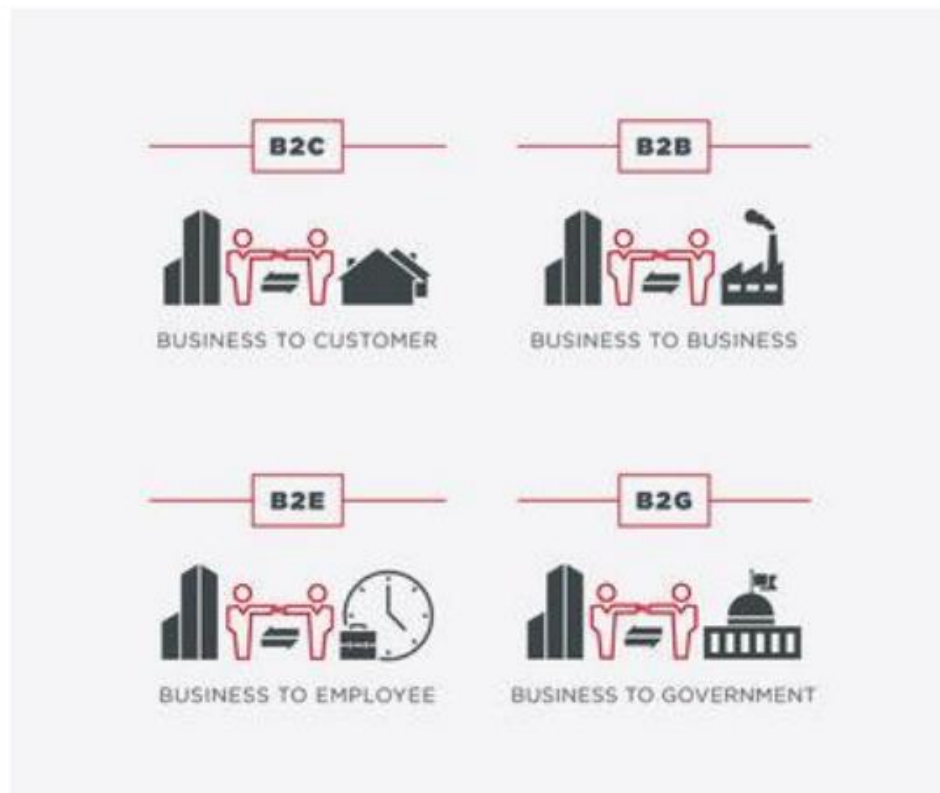 B2C
BUSINESS TO CUSTOMER
B2B
BUSINESS TO BUSINESS
B2E
BUSINESS TO EMPLOYEE
B2G
BUSINESS TO GOVERNMENT